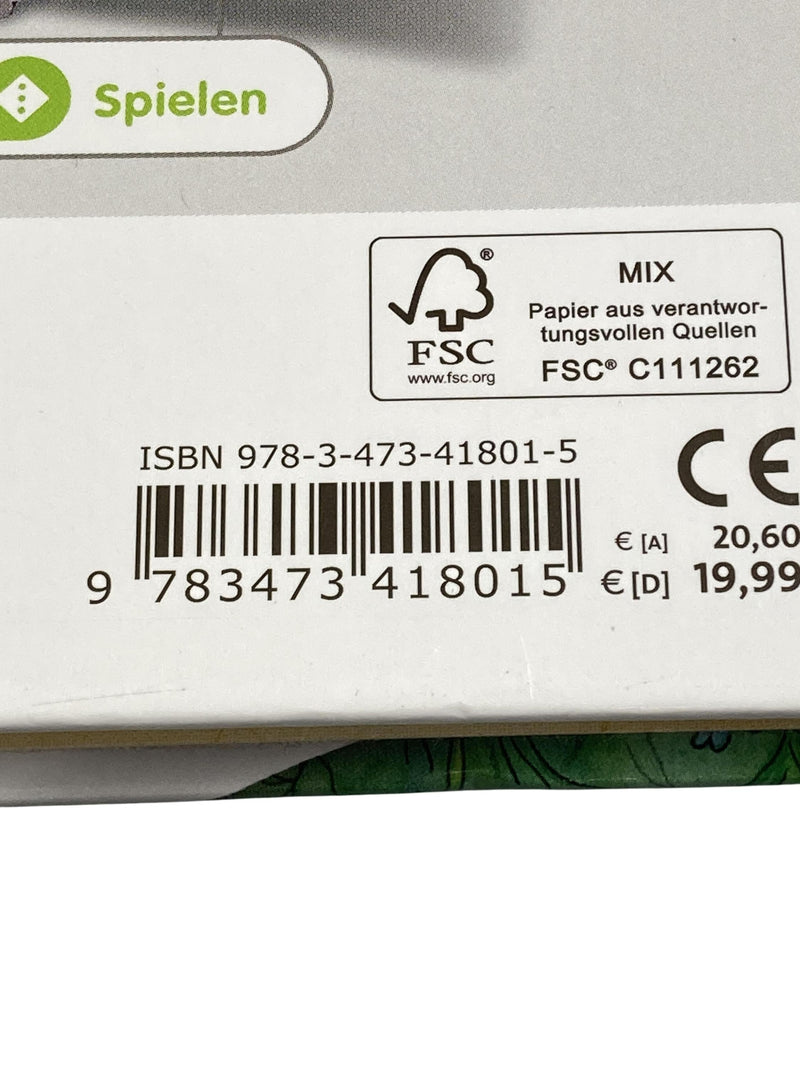 Spielen
MIX
Papier aus verantwor-
tungsvollen Quellen
FSC® C111262
®
FSC
www.fsc.org
ISBN 978-3-473-41801-5
CE
€ [A] 20,60
€ [D] 19,99
9 783473 418015